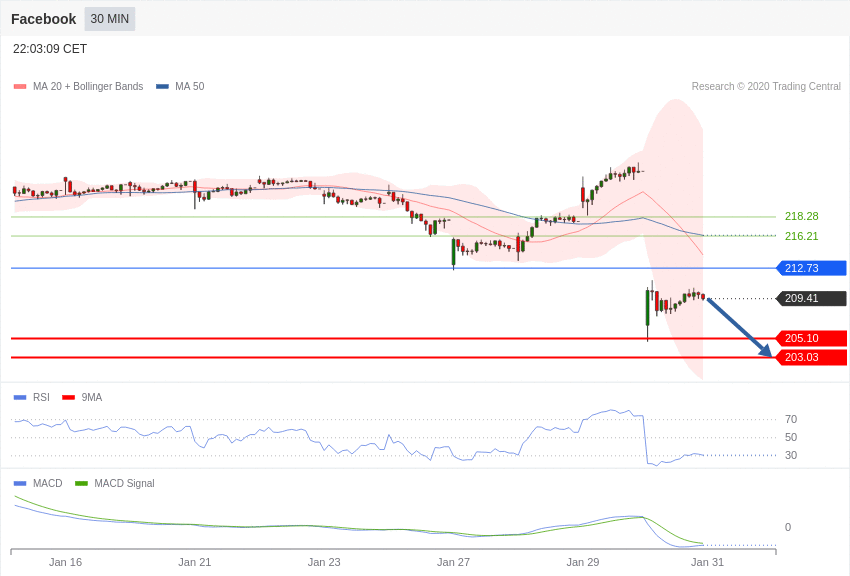 Facebook 30 MIN
22:03:09 CET
MA 20 + Bollinger Bands MA 50 Research © 2020 Trading Central
218.28
216.21
212.73
209.41
205.10
203.03
RSI 9MA
70
50
30
MACD MACD Signal
0
Jan 16 Jan 21 Jan 23 Jan 27 Jan 29 Jan 31